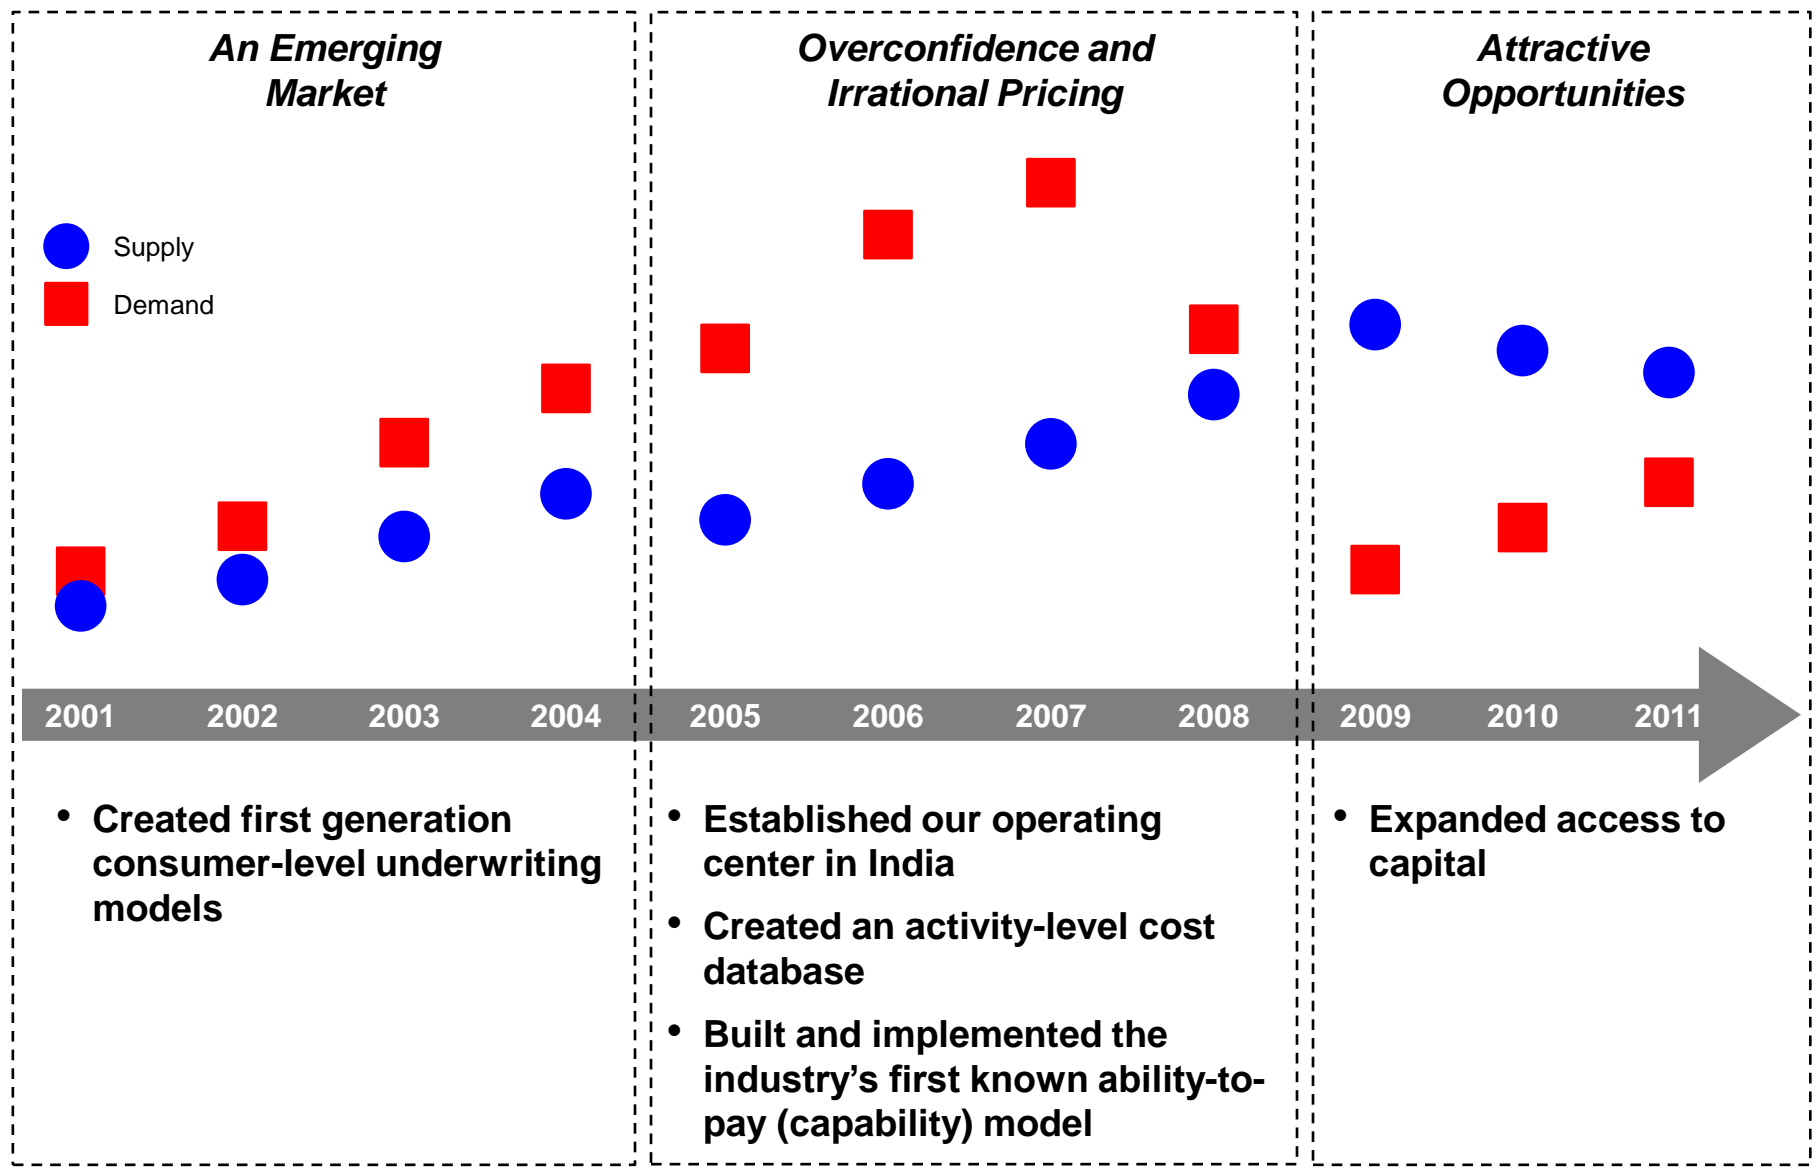 An Emerging
Market
Overconfidence and
Irrational Pricing
Attractive
Opportunities
Supply
Demand
2001 2002 2003 2004 2005 2006 2007 2008 2009 2010 2011
• Created first generation
consumer-level underwriting
models
• Established our operating
center in India
• Created an activity-level cost
database
• Built and implemented the
industry’s first known ability-to-
pay (capability) model
• Expanded access to
capital